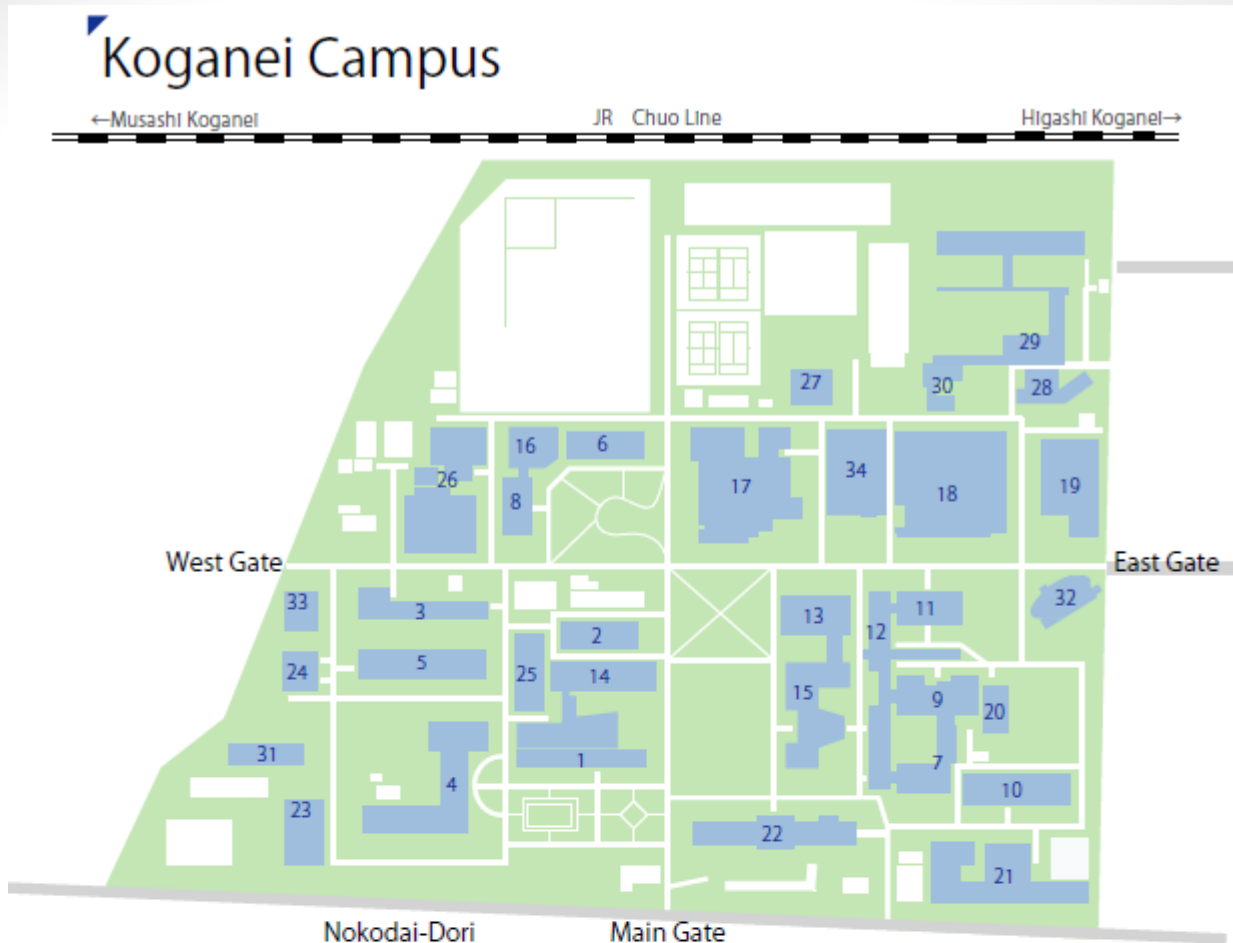 Koganei Campus
←Musashi Koganei JR Chuo Line Higashi Koganei→
29
27 30 28
16 6
26 8 17 34 18 19
West Gate East Gate
33 3 2 13 12 11 32
24 5 25 14 15 9 20
31 4 1 7 10
23 22 21
Nokodai-Dori Main Gate